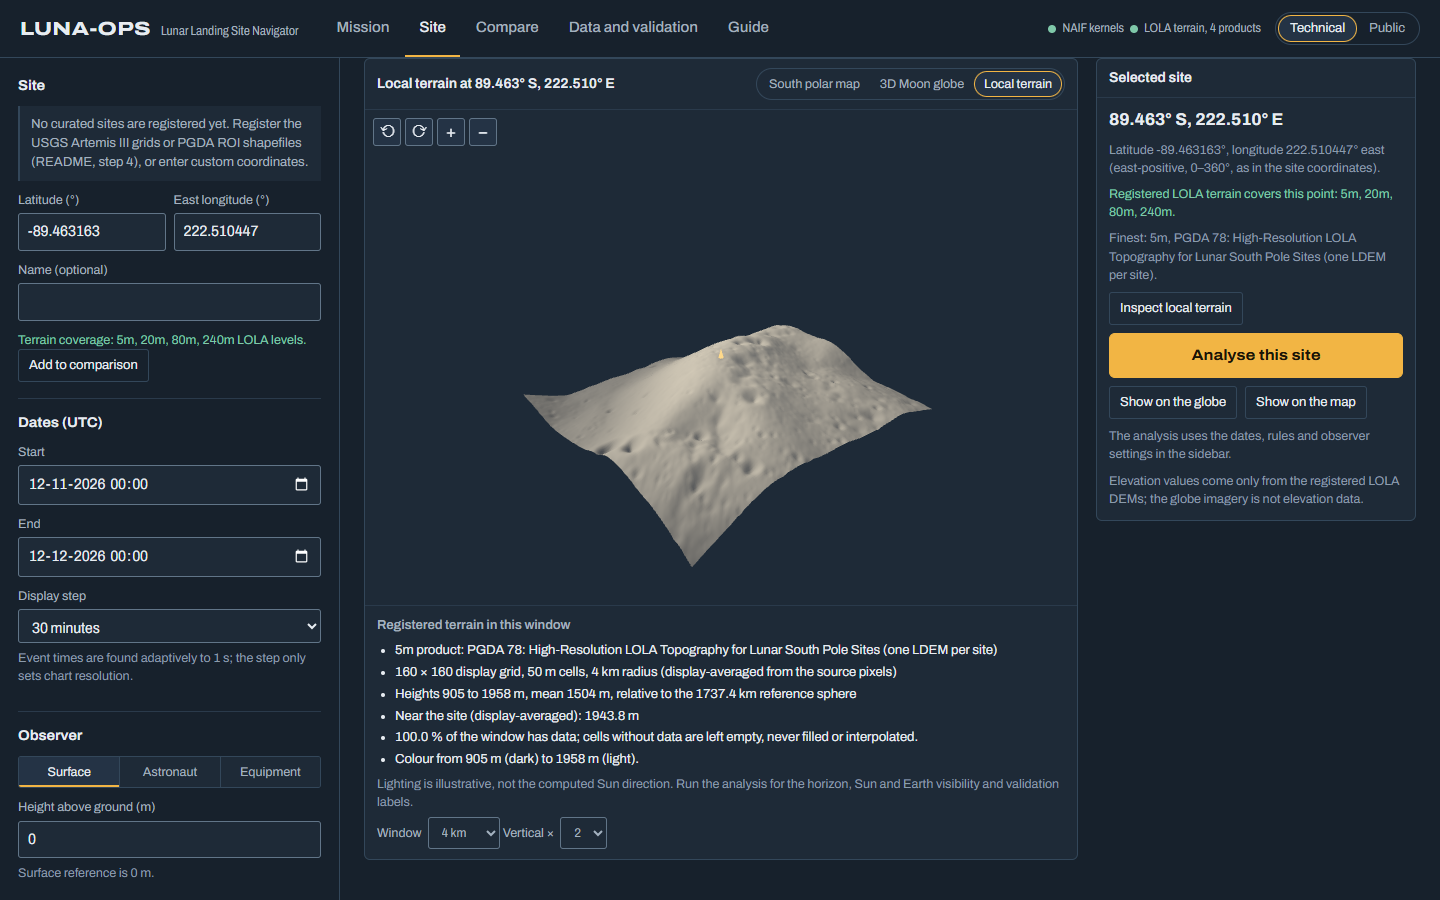 LUNA-OPS Lunar Landing Site Navigator
Mission
Site
Compare
Data and validation
Guide
NAIF kernels
LOLA terrain, 4 products
Technical
Public
Site
No curated sites are registered yet. Register the
USGS Artemis III grids or PGDA ROI shapefiles
(README, step 4), or enter custom coordinates.
Latitude (°)
East longitude (°)
-89.463163
222.510447
Name (optional)
Terrain coverage: 5m, 20m, 80m, 240m LOLA levels.
Add to comparison
Dates (UTC)
Start
12-11-2026 00:00
End
12-12-2026 00:00
Display step
30 minutes
Event times are found adaptively to 1 s; the step only
sets chart resolution.
Observer
Surface
Astronaut
Equipment
Height above ground (m)
0
Surface reference is 0 m.
Local terrain at 89.463° S, 222.510° E
South polar map
3D Moon globe
Local terrain
+
−
Registered terrain in this window
• 5m product: PGDA 78: High-Resolution LOLA Topography for Lunar South Pole Sites (one LDEM per site)
• 160 × 160 display grid, 50 m cells, 4 km radius (display-averaged from the source pixels)
• Heights 905 to 1958 m, mean 1504 m, relative to the 1737.4 km reference sphere
• Near the site (display-averaged): 1943.8 m
• 100.0 % of the window has data; cells without data are left empty, never filled or interpolated.
• Colour from 905 m (dark) to 1958 m (light).
Lighting is illustrative, not the computed Sun direction. Run the analysis for the horizon, Sun and Earth visibility and validation
labels.
Window
4 km
Vertical ×
2
Selected site
89.463° S, 222.510° E
Latitude -89.463163°, longitude 222.510447° east
(east-positive, 0–360°, as in the site coordinates).
Registered LOLA terrain covers this point: 5m, 20m,
80m, 240m.
Finest: 5m, PGDA 78: High-Resolution LOLA
Topography for Lunar South Pole Sites (one LDEM
per site).
Inspect local terrain
Analyse this site
Show on the globe
Show on the map
The analysis uses the dates, rules and observer
settings in the sidebar.
Elevation values come only from the registered LOLA
DEMs; the globe imagery is not elevation data.